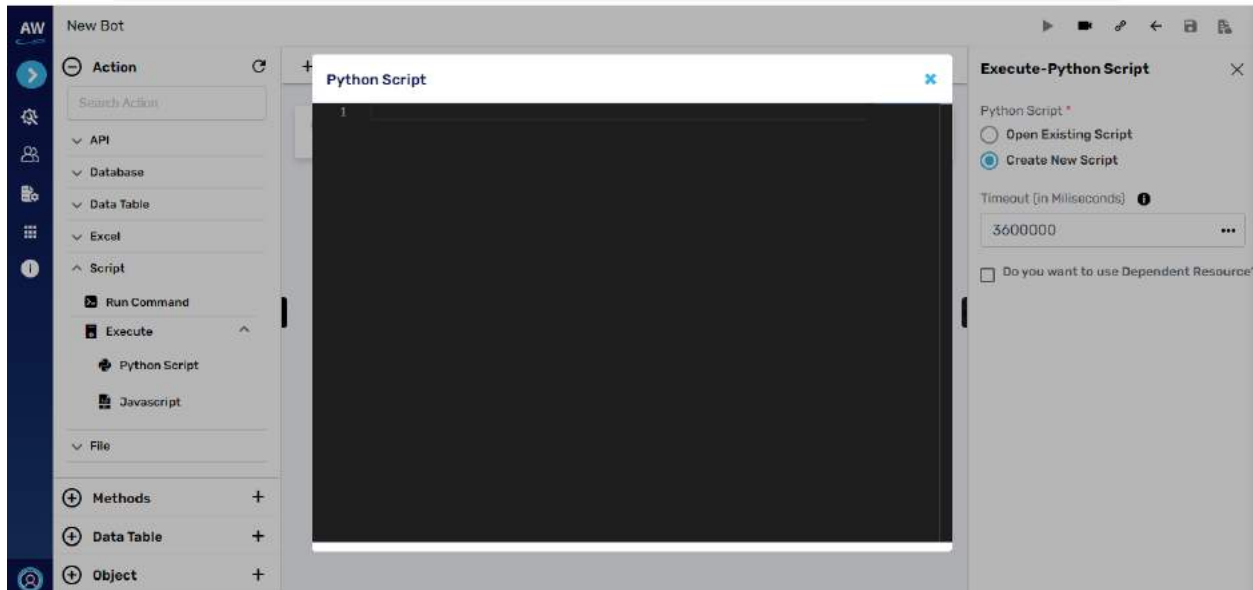 AW
New Bot
Action
Search Action
API
Database
Data Table
Excel
Script
Run Command
Execute
Python Script
Javascript
File
Methods
Data Table
Object
Python Script
1
Execute-Python Script
Python Script *
Open Existing Script
Create New Script
Timeout (in Miliseconds)
3600000
Do you want to use Dependent Resource?